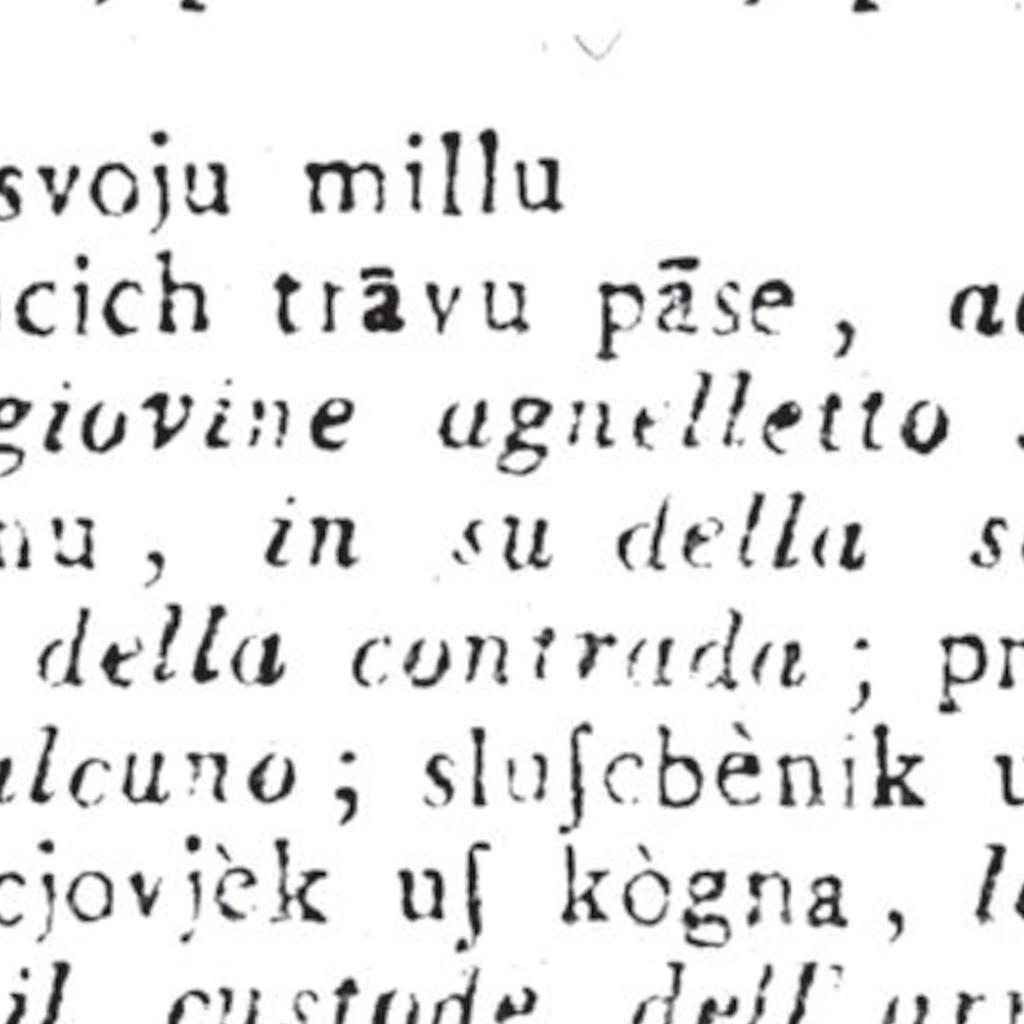 svoju millu
cich trāvu pāse,
giovine agnelletto
nu, in su della
della contrada; pr
alcuno; sluſcbènik u
cjovjèk uſ kògna, l
il custode dell'